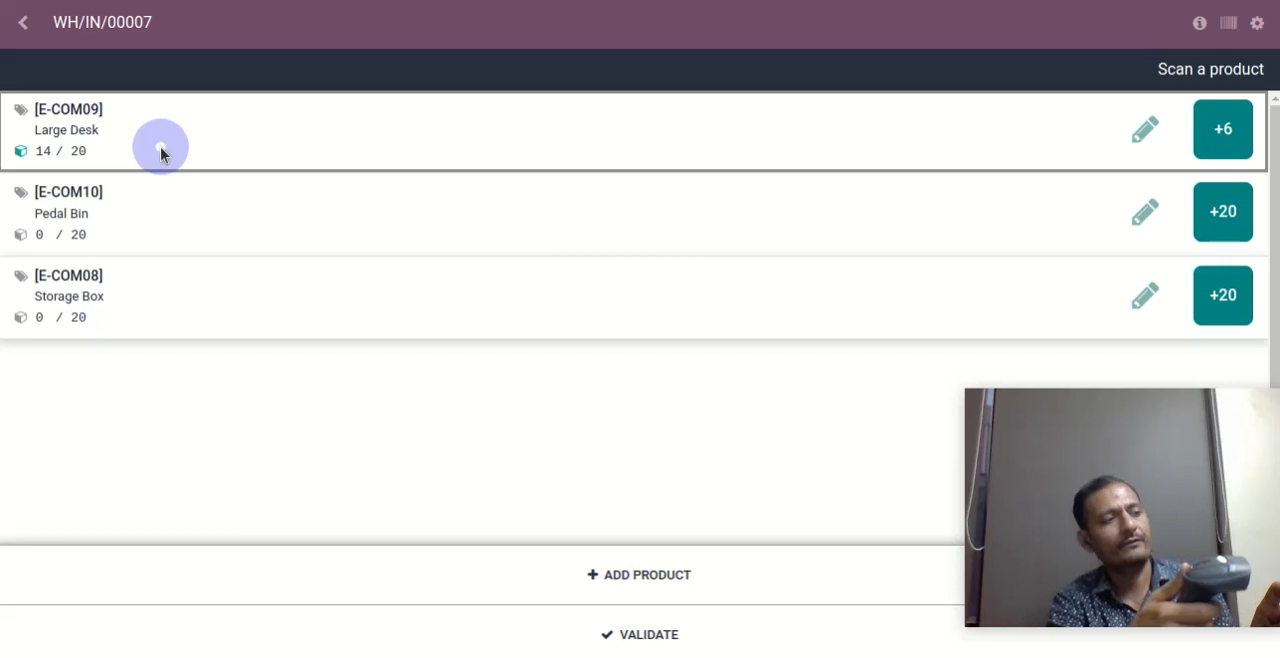 WH/IN/00007
Scan a product
[E-COM09]
Large Desk
14 / 20
+6
[E-COM10]
Pedal Bin
0 / 20
+20
[E-COM08]
Storage Box
0 / 20
+20
ADD PRODUCT
VALIDATE